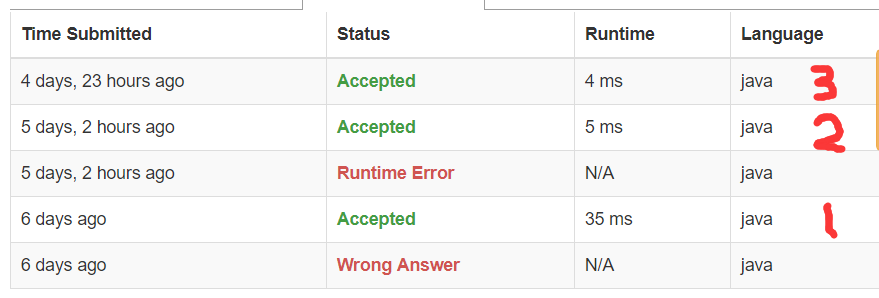 Time Submitted Status Runtime Language
4 days, 23 hours ago Accepted 4 ms java 3
5 days, 2 hours ago Accepted 5 ms java 2
5 days, 2 hours ago Runtime Error N/A java
6 days ago Accepted 35 ms java 1
6 days ago Wrong Answer N/A java